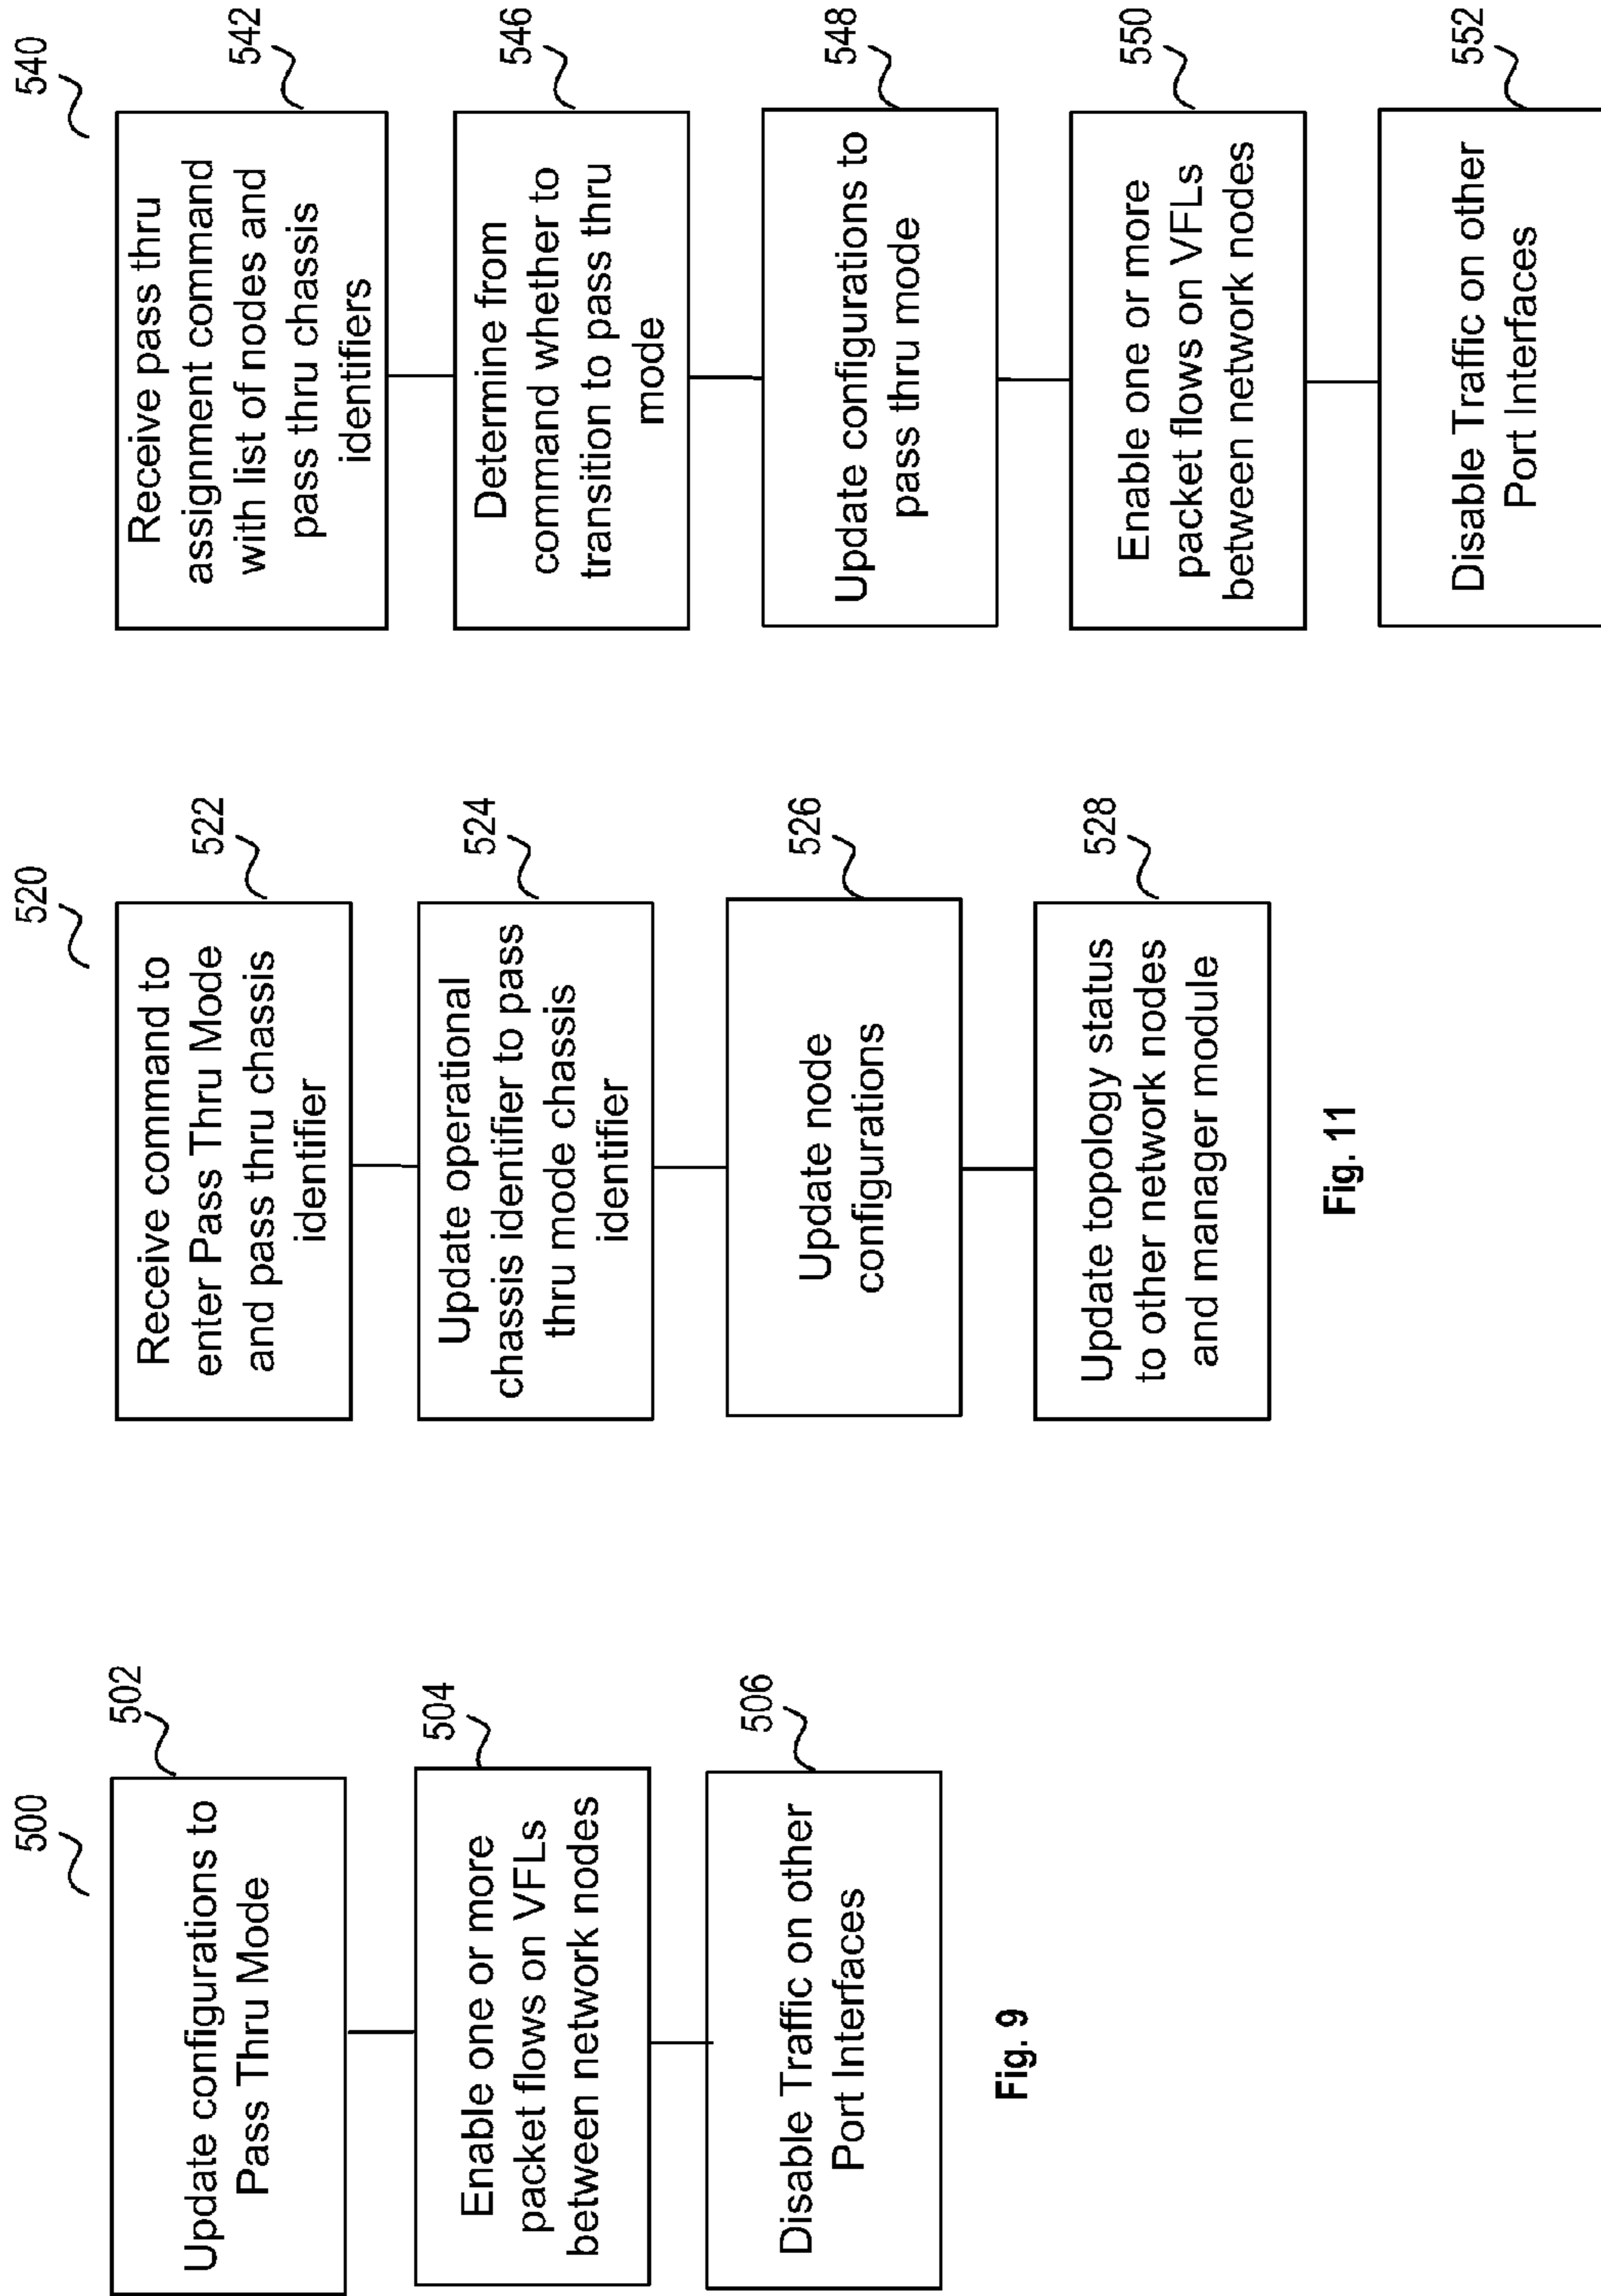 500
502
Update configurations to
Pass Thru Mode
504
Enable one or more
packet flows on VFLs
between network nodes
506
Disable Traffic on other
Port Interfaces
Fig. 9
520
522
Receive command to
enter Pass Thru Mode
and pass thru chassis
identifier
524
Update operational
chassis identifier to pass
thru mode chassis
identifier
526
Update node
configurations
528
Update topology status
to other network nodes
and manager module
Fig. 11
540
542
Receive pass thru
assignment command
with list of nodes and
pass thru chassis
identifiers
546
Determine from
command whether to
transition to pass thru
mode
548
Update configurations to
pass thru mode
550
Enable one or more
packet flows on VFLs
between network nodes
552
Disable Traffic on other
Port Interfaces